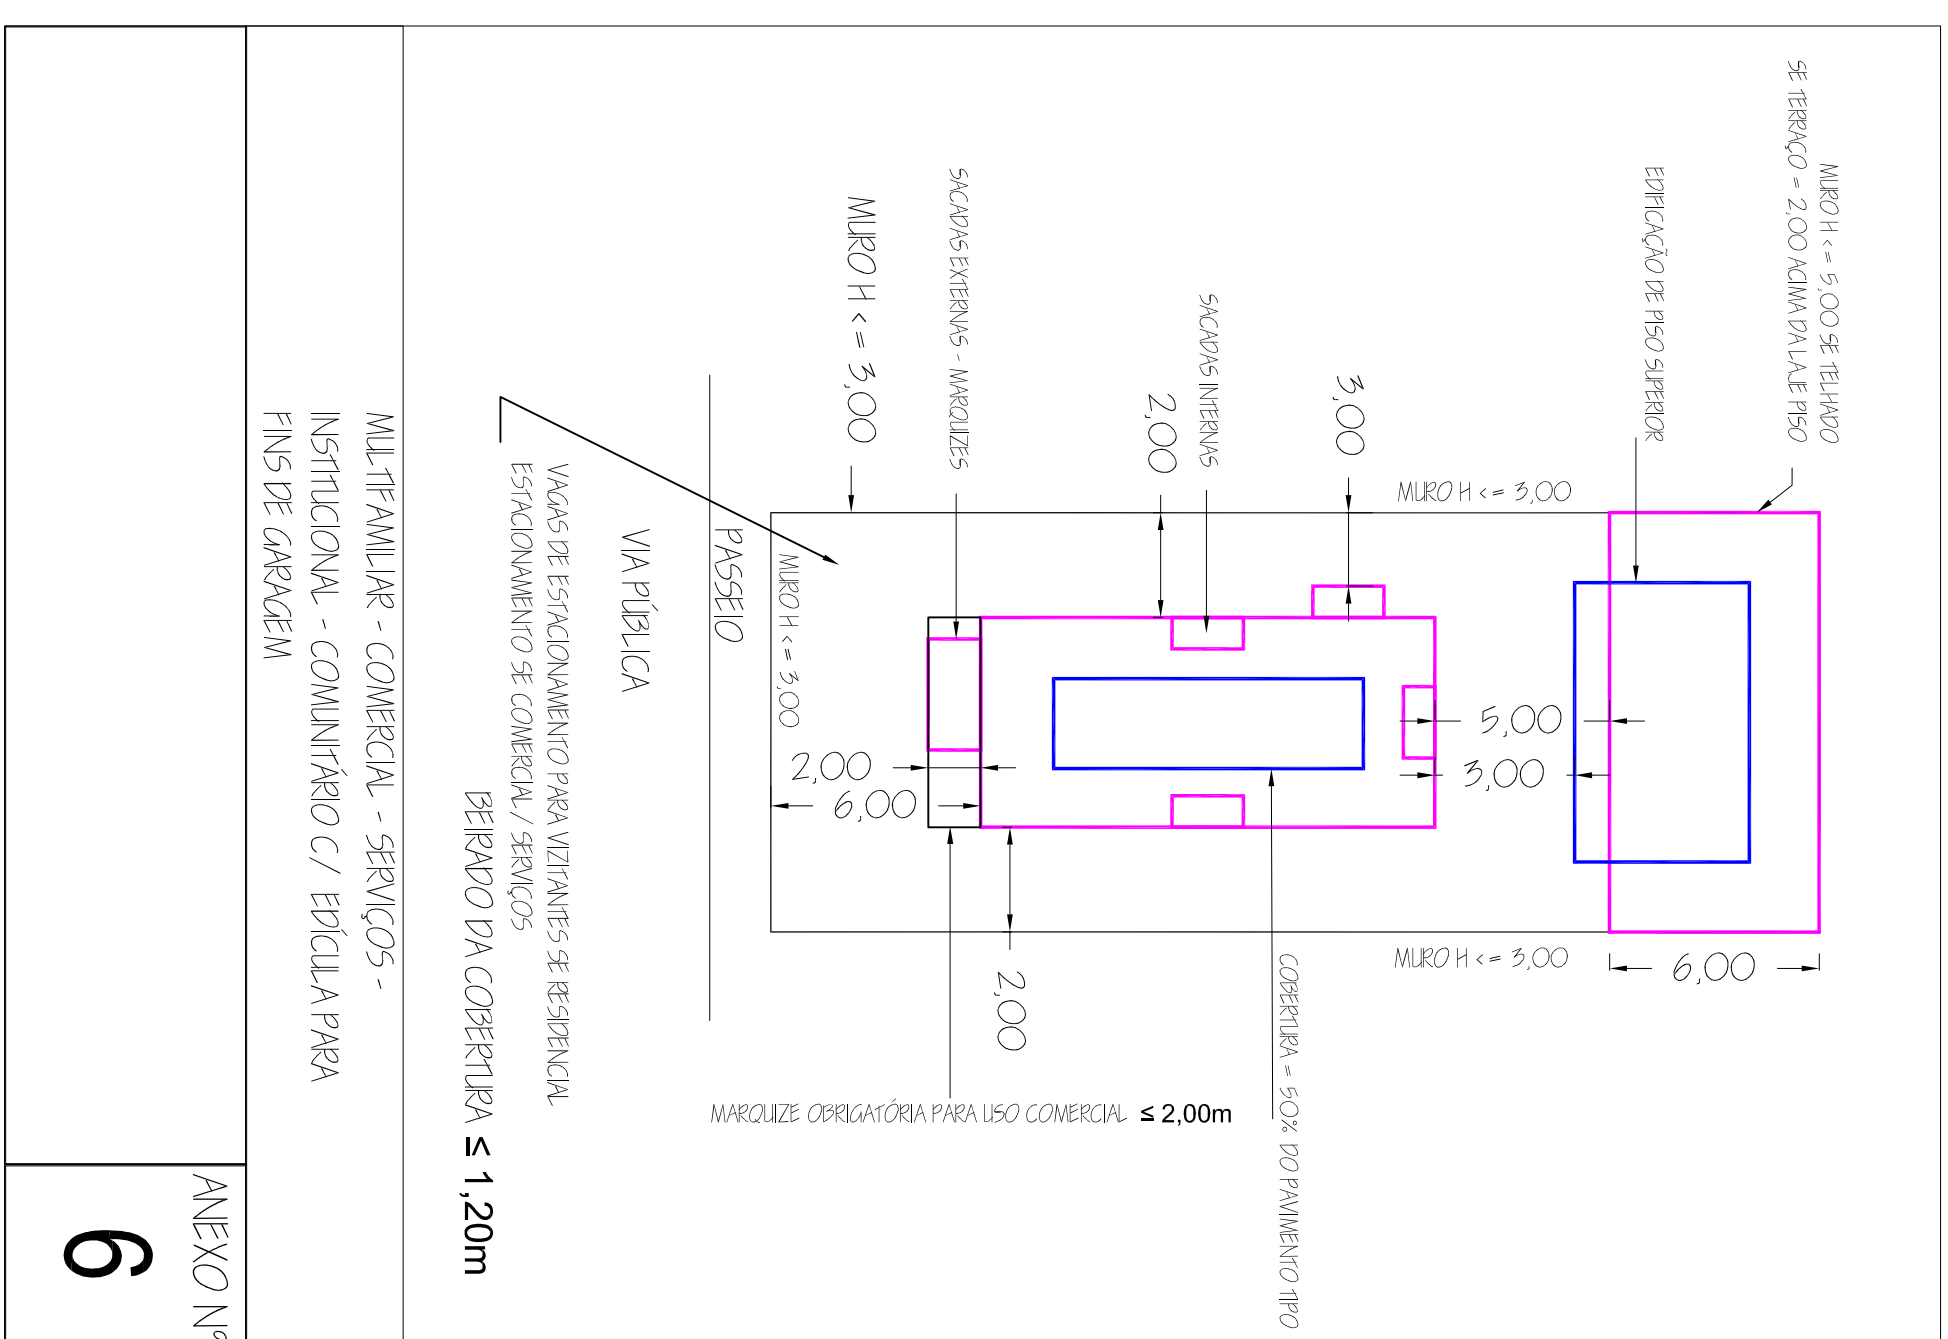 MURO H <= 5,00 SE TELHADO
SE TERRAÇO = 2,00 ACIMA DA LAJE PISO
EDIFICAÇÃO DE PISO SUPERIOR
3,00
SACADAS INTERNAS
2,00
SACADAS EXTERNAS - MARQUIZES
MURO H <= 3,00
MURO H <= 3,00
5,00
3,00
MURO H <= 3,00
2,00
6,00
MURO H <= 3,00
6,00
2,00
COBERTURA = 50% DO PAVIMENTO TIPO
MARQUIZE OBRIGATÓRIA PARA USO COMERCIAL ≤ 2,00m
PASSEIO
VIA PÚBLICA
VAGAS DE ESTACIONAMENTO PARA VIZITANTES SE RESIDENCIAL
ESTACIONAMENTO SE COMERCIAL / SERVIÇOS
BEIRADO DA COBERTURA ≤ 1,20m
MULTIFAMILIAR - COMERCIAL - SERVIÇOS -
INSTITUCIONAL - COMUNITÁRIO C/ EDÍCULA PARA
FINS DE GARAGEM
ANEXO Nº
6